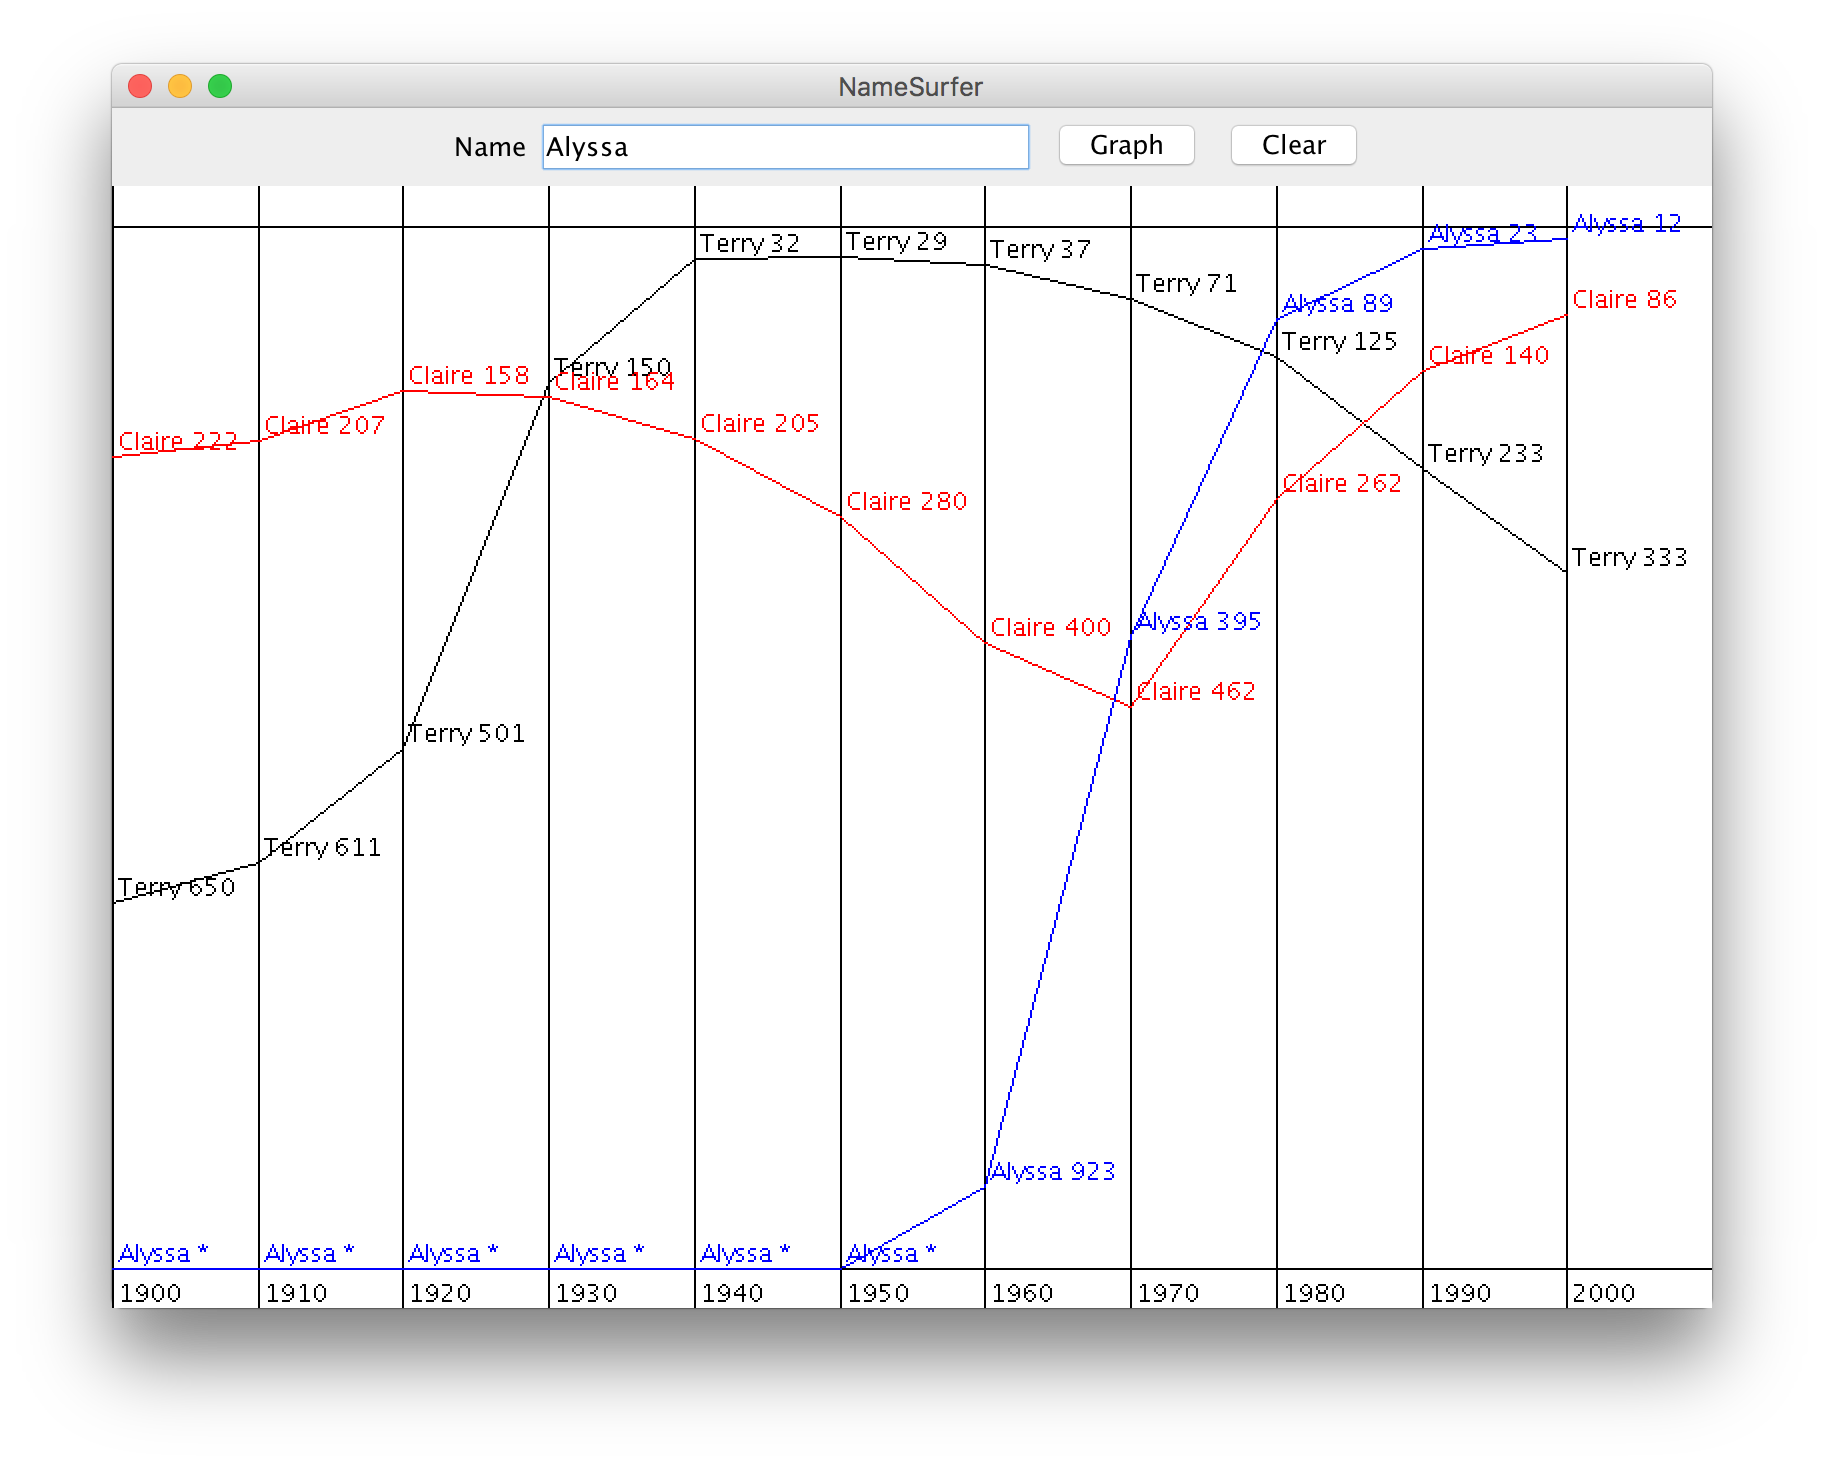 NameSurfer
Name Alyssa Graph Clear
Alyssa 12
Alyssa 23
Terry 32 Terry 29
Terry 37
Terry 71
Claire 86
Alyssa 89
Terry 125
Claire 140
Terry 150
Claire 158 Claire 164
Claire 222 Claire 207 Claire 205
Terry 233
Claire 262
Claire 280
Terry 333
Alyssa 395
Claire 400
Claire 462
Terry 501
Terry 611
Terry 650
Alyssa 923
Alyssa * Alyssa * Alyssa * Alyssa * Alyssa * Alyssa *
1900 1910 1920 1930 1940 1950 1960 1970 1980 1990 2000